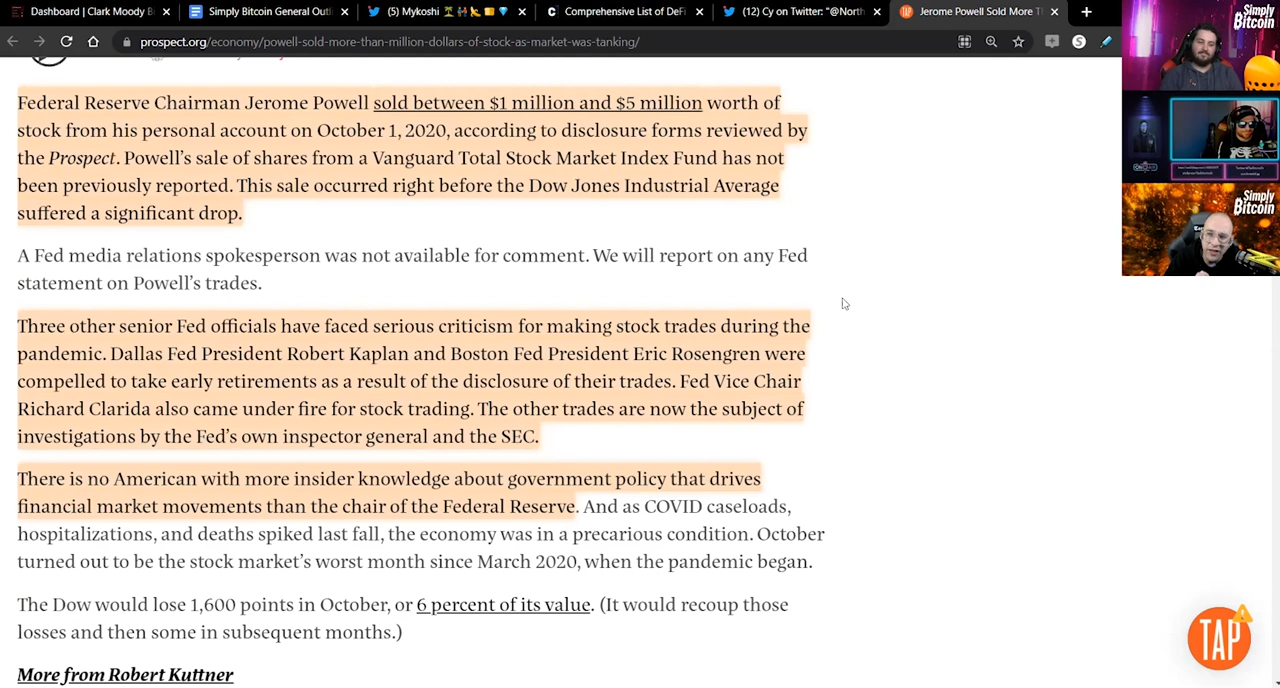 Dashboard | Clark Moody B
Simply Bitcoin General Outl
(5) Mykoshi
Comprehensive List of DeFi
(12) Cy on Twitter: "@North
Jerome Powell Sold More T
prospect.org/economy/powell-sold-more-than-million-dollars-of-stock-as-market-was-tanking/
Simply
Bitcoin
Federal Reserve Chairman Jerome Powell sold between $1 million and $5 million worth of
stock from his personal account on October 1, 2020, according to disclosure forms reviewed by
the Prospect. Powell’s sale of shares from a Vanguard Total Stock Market Index Fund has not
been previously reported. This sale occurred right before the Dow Jones Industrial Average
suffered a significant drop.
Simply
Bitcoin
A Fed media relations spokesperson was not available for comment. We will report on any Fed
statement on Powell’s trades.
Three other senior Fed officials have faced serious criticism for making stock trades during the
pandemic. Dallas Fed President Robert Kaplan and Boston Fed President Eric Rosengren were
compelled to take early retirements as a result of the disclosure of their trades. Fed Vice Chair
Richard Clarida also came under fire for stock trading. The other trades are now the subject of
investigations by the Fed’s own inspector general and the SEC.
There is no American with more insider knowledge about government policy that drives
financial market movements than the chair of the Federal Reserve. And as COVID caseloads,
hospitalizations, and deaths spiked last fall, the economy was in a precarious condition. October
turned out to be the stock market’s worst month since March 2020, when the pandemic began.
The Dow would lose 1,600 points in October, or 6 percent of its value. (It would recoup those
losses and then some in subsequent months.)
TAP
More from Robert Kuttner